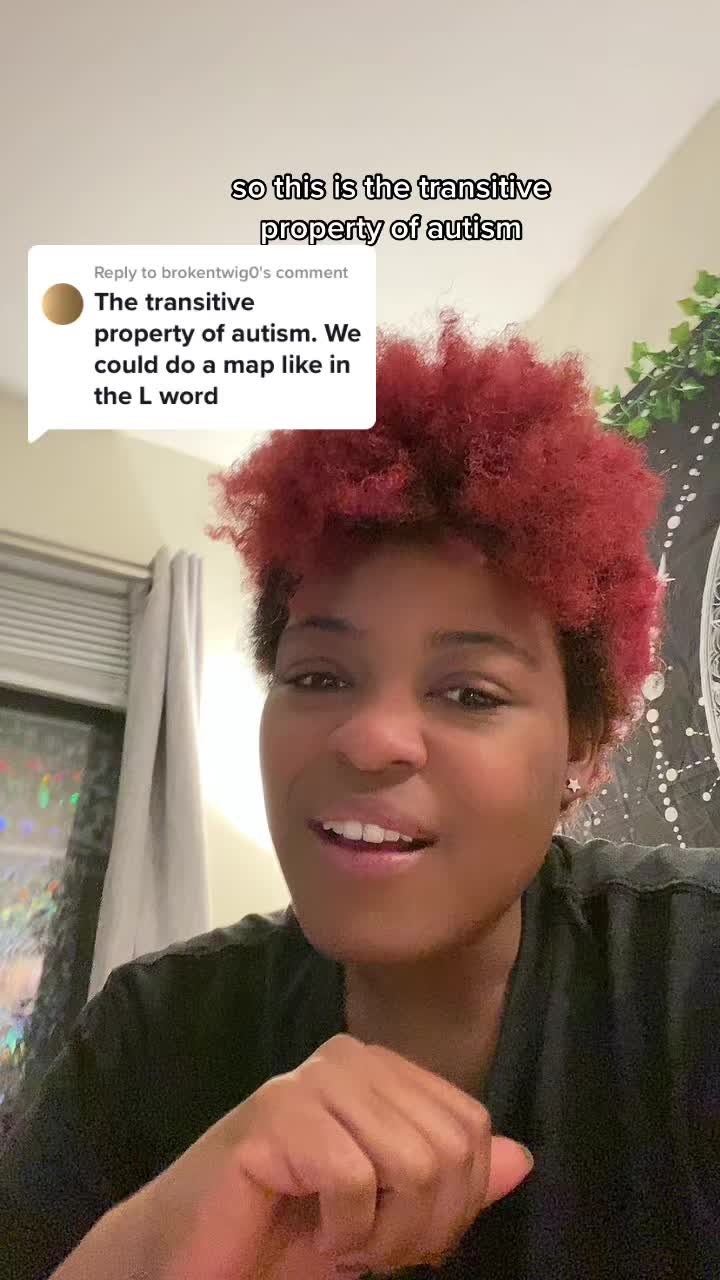 so this is the transitive
property of autism
Reply to brokentwig0's comment
The transitive
property of autism. We
could do a map like in
the L word